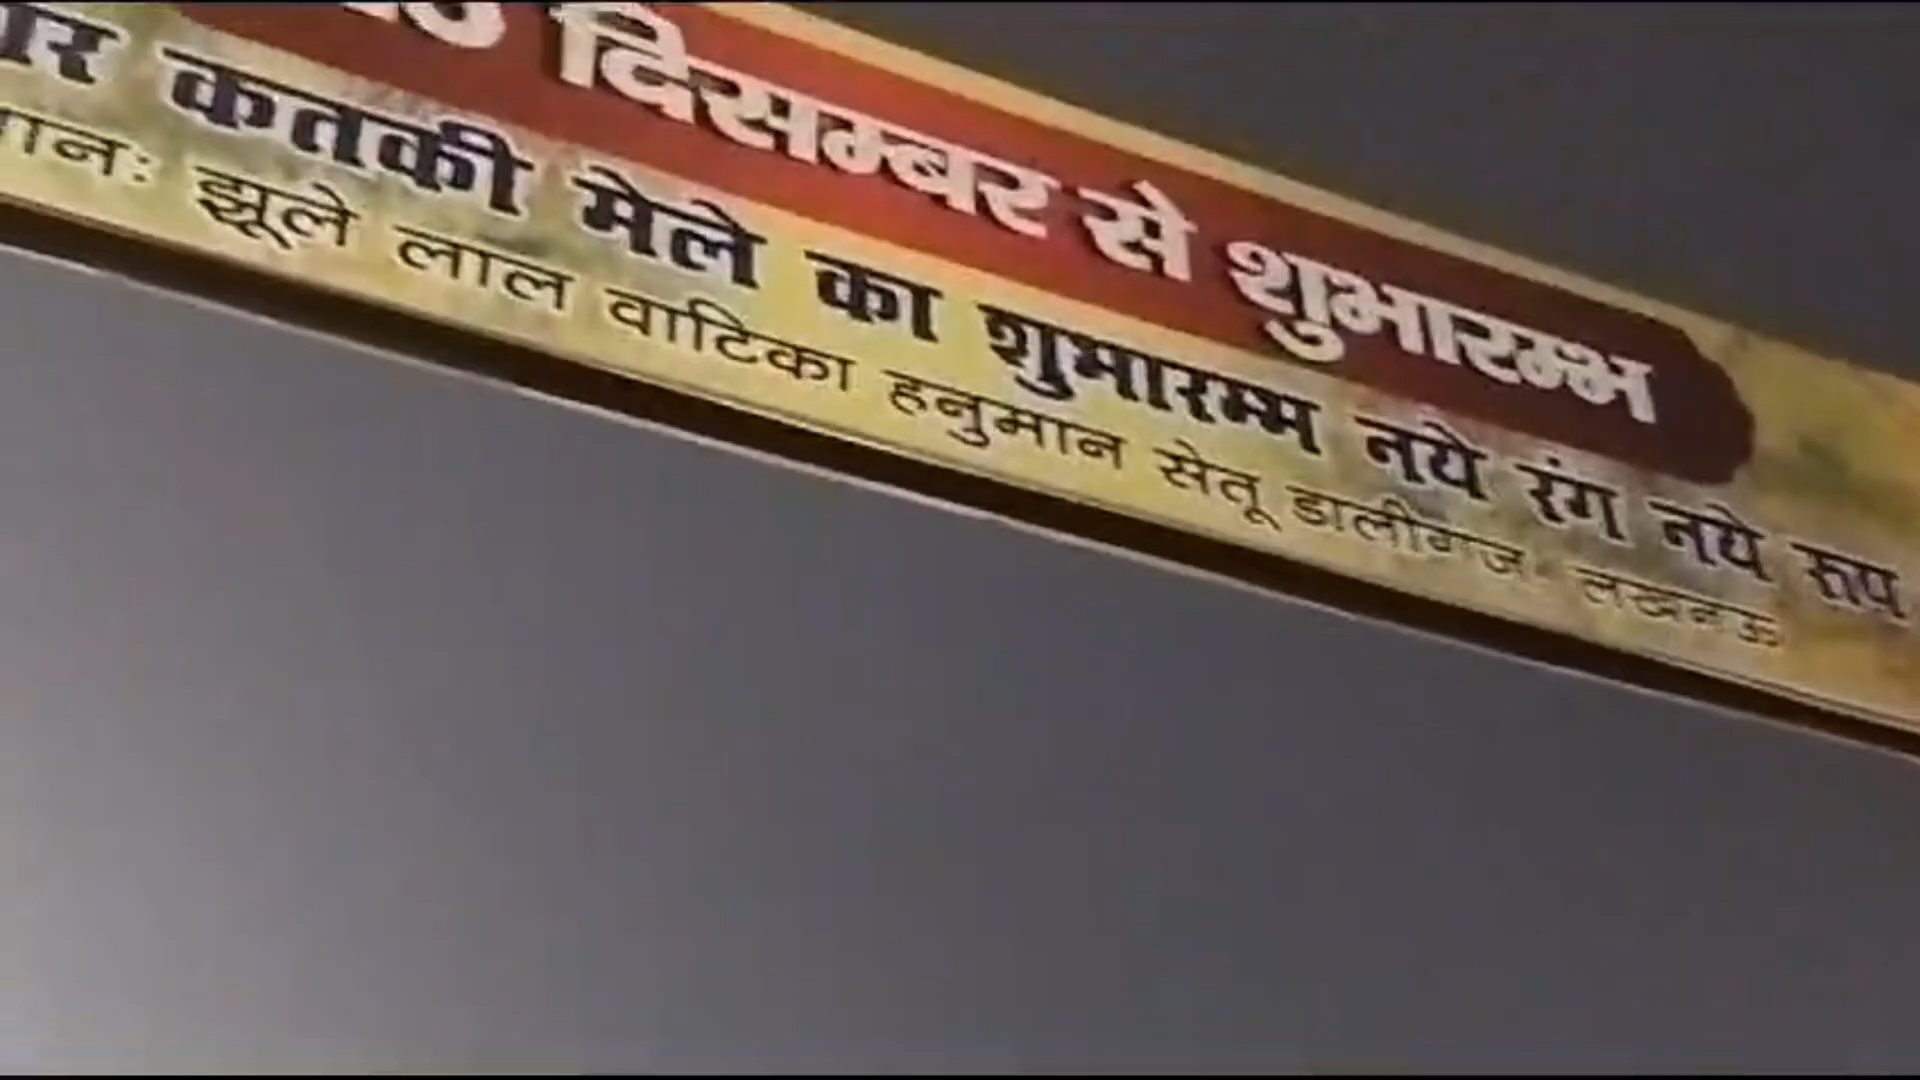 दिसम्बर से शुभारम्भ
कतकी मेले का शुभारम्भ नये रंग नये रूप
झूले लाल वाटिका हनुमान सेतू डालीगंज लखनऊ